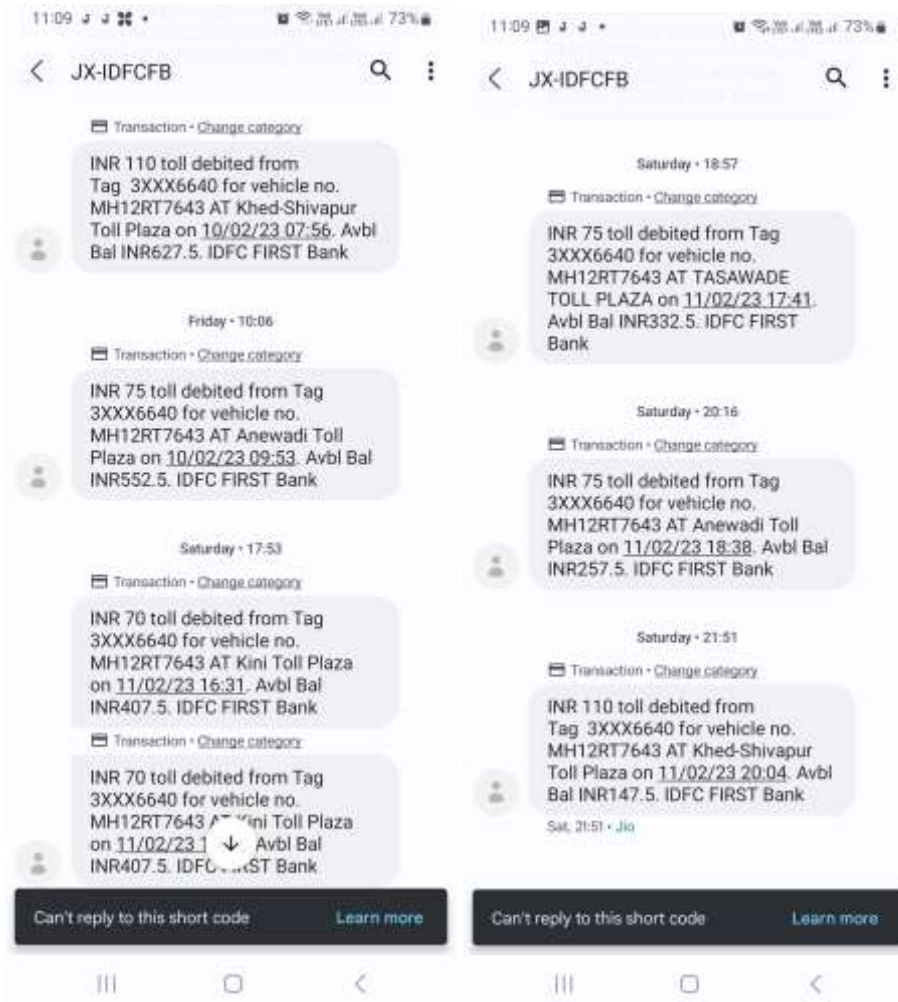 11:09
73%
JX-IDFCFB
Transaction • Change category
INR 110 toll debited from
Tag 3XXX6640 for vehicle no.
MH12RT7643 AT Khed-Shivapur
Toll Plaza on 10/02/23 07:56. Avbl
Bal INR627.5. IDFC FIRST Bank
Friday • 10:06
Transaction • Change category
INR 75 toll debited from Tag
3XXX6640 for vehicle no.
MH12RT7643 AT Anewadi Toll
Plaza on 10/02/23 09:53. Avbl Bal
INR552.5. IDFC FIRST Bank
Saturday • 17:53
Transaction • Change category
INR 70 toll debited from Tag
3XXX6640 for vehicle no.
MH12RT7643 AT Kini Toll Plaza
on 11/02/23 16:31. Avbl Bal
INR407.5. IDFC FIRST Bank
Transaction • Change category
INR 70 toll debited from Tag
3XXX6640 for vehicle no.
MH12RT7643 Kini Toll Plaza
on 11/02/23 Avbl Bal
INR407.5. Bank
Can't reply to this short code Learn more
11:09
73%
JX-IDFCFB
Saturday • 18:57
Transaction • Change category
INR 75 toll debited from Tag
3XXX6640 for vehicle no.
MH12RT7643 AT TASAWADE
TOLL PLAZA on 11/02/23 17:41.
Avbl Bal INR332.5. IDFC FIRST
Bank
Saturday • 20:16
Transaction • Change category
INR 75 toll debited from Tag
3XXX6640 for vehicle no.
MH12RT7643 AT Anewadi Toll
Plaza on 11/02/23 18:38. Avbl Bal
INR257.5. IDFC FIRST Bank
Saturday • 21:51
Transaction • Change category
INR 110 toll debited from
Tag 3XXX6640 for vehicle no.
MH12RT7643 AT Khed-Shivapur
Toll Plaza on 11/02/23 20:04. Avbl
Bal INR147.5. IDFC FIRST Bank
Sat, 21:51 • Jio
Can't reply to this short code Learn more